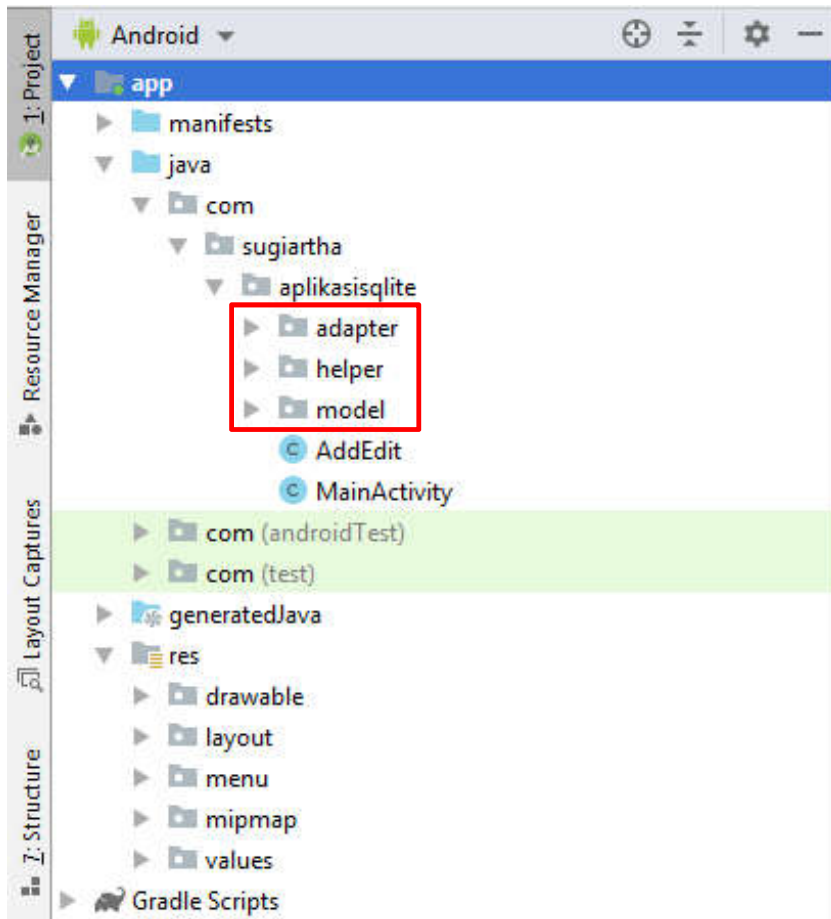 Android
app
manifests
java
com
sugiartha
aplikasisqlite
adapter
helper
model
AddEdit
MainActivity
com (androidTest)
com (test)
generatedJava
res
drawable
layout
menu
mipmap
values
Gradle Scripts
1: Project
Resource Manager
Layout Captures
7: Structure